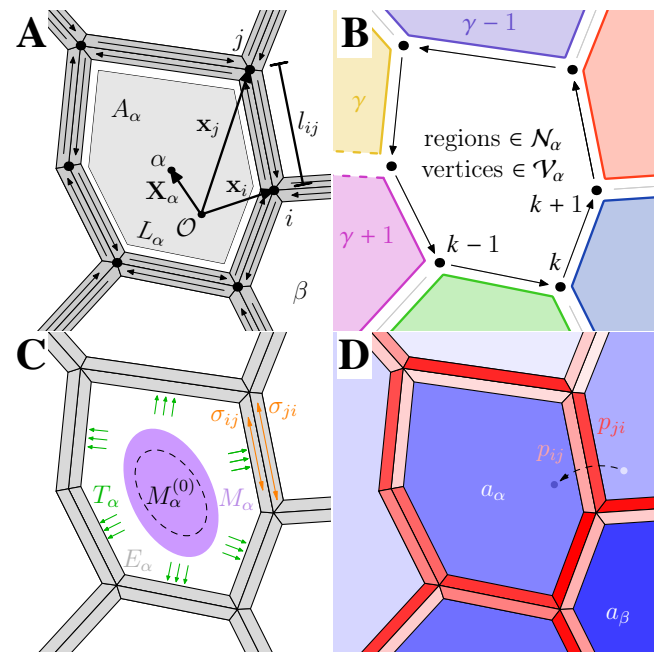 A
j
A_α
x_j
l_ij
α
X_α
x_i
O
L_α
i
β
B
γ − 1
γ
regions ∈ N_α
vertices ∈ V_α
γ + 1
k + 1
k − 1
k
C
σ_ij
σ_ji
M_α^(0)
M_α
T_α
E_α
D
p_ji
p_ij
a_α
a_β